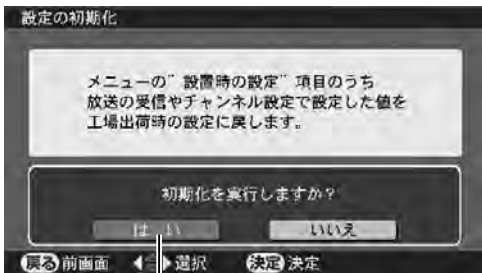 設定の初期化
メニューの"設置時の設定"項目のうち
放送の受信やチャンネル設定で設定した値を
工場出荷時の設定に戻します。
初期化を実行しますか？
はい いいえ
戻る 前画面 ◀ ▶ 選択 決定 決定